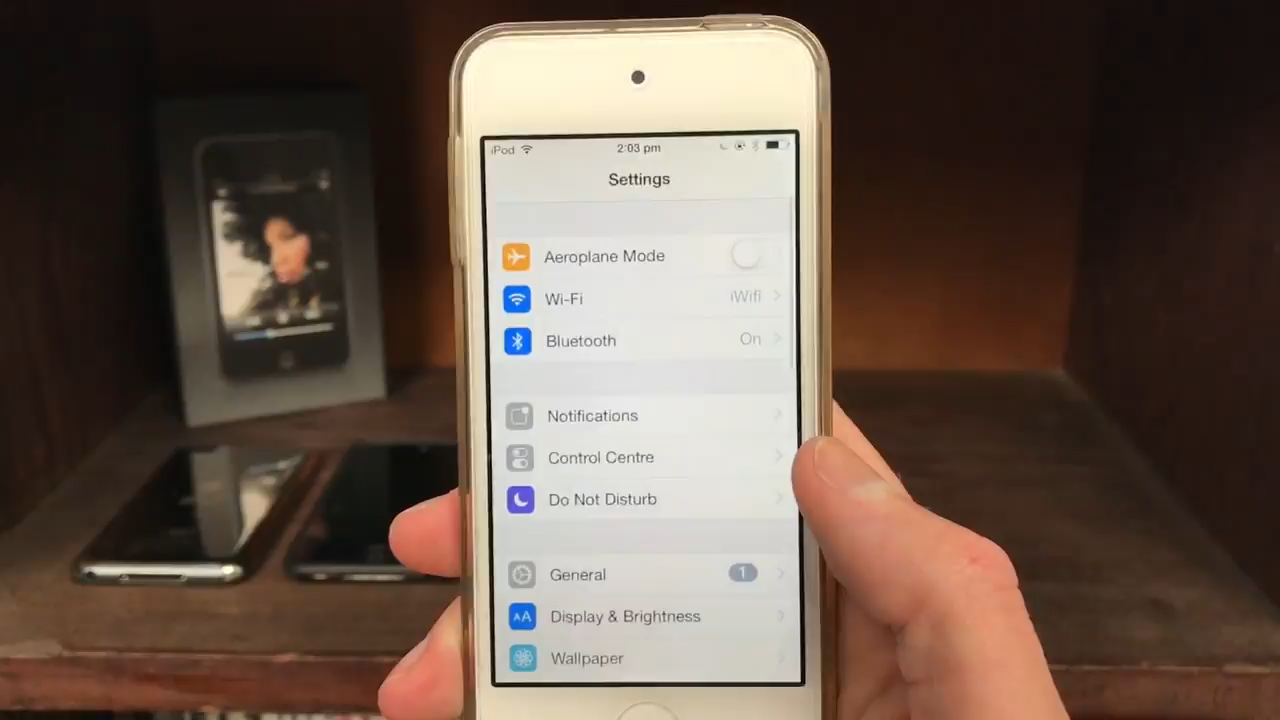 iPod 2:03 pm
Settings
Aeroplane Mode
Wi-Fi iWifi
Bluetooth On
Notifications
Control Centre
Do Not Disturb
General 1
AA Display & Brightness
Wallpaper